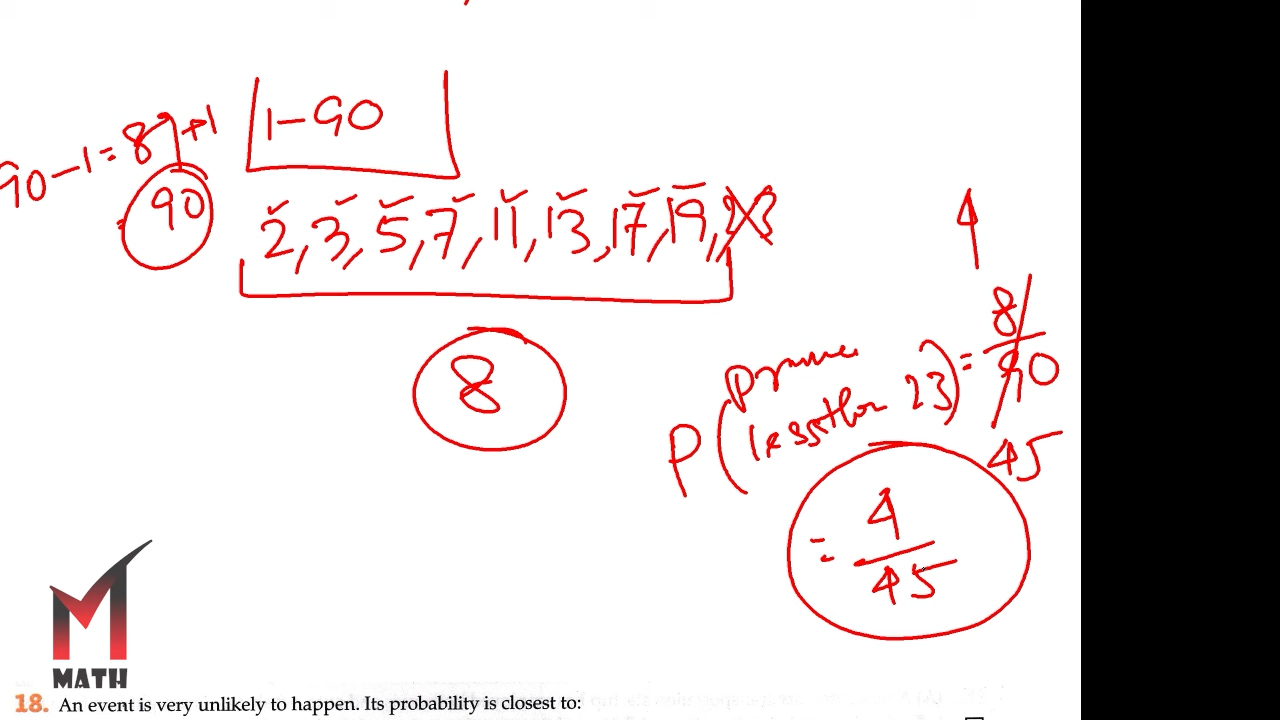 90-1=89+1
1-90
90
2, 3, 5, 7, 11, 13, 17, 19, 23
8
P(prime less than 23) = 8/90
4
45
= 4/45
MATH
18. An event is very unlikely to happen. Its probability is closest to: